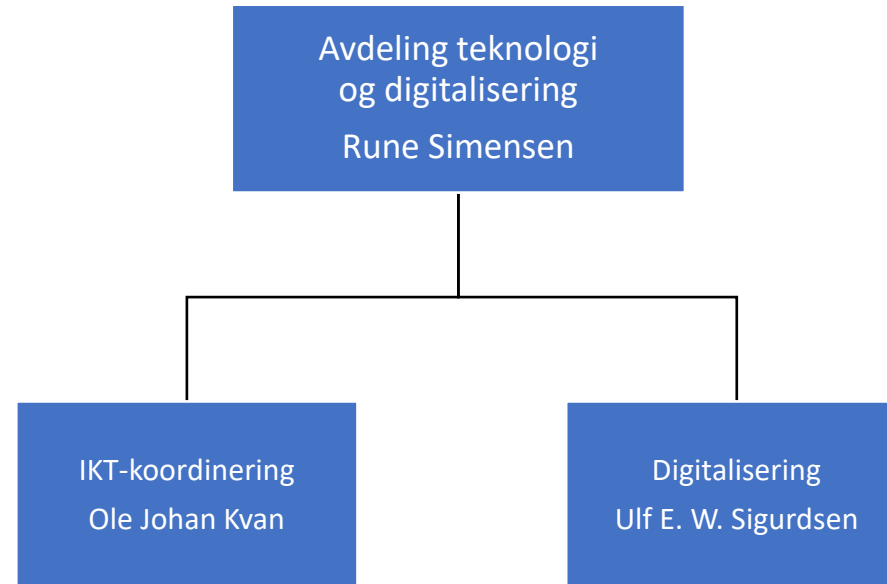 Avdeling teknologi
og digitalisering
Rune Simensen
IKT-koordinering
Ole Johan Kvan
Digitalisering
Ulf E. W. Sigurdsen